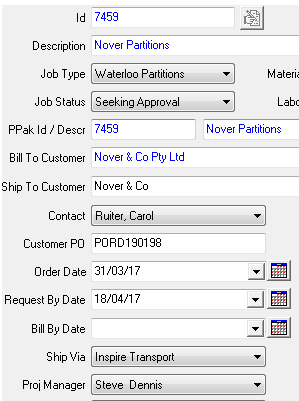 Id 7459
Description Nover Partitions
Job Type Waterloo Partitions Materia
Job Status Seeking Approval Labo
PPak Id / Descr 7459 Nover Partitions
Bill To Customer Nover & Co Pty Ltd
Ship To Customer Nover & Co
Contact Ruiter, Carol
Customer PO PORD190198
Order Date 31/03/17
Request By Date 18/04/17
Bill By Date
Ship Via Inspire Transport
Proj Manager Steve Dennis